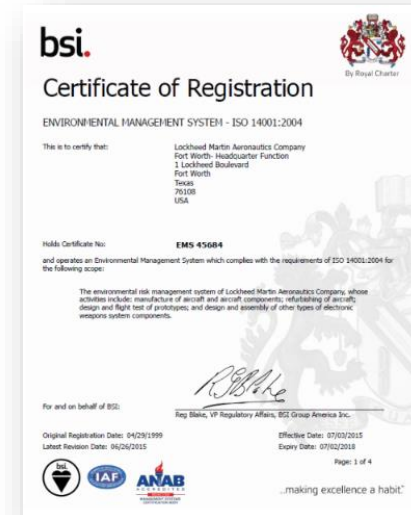 bsi.
By Royal Charter
Certificate of Registration
ENVIRONMENTAL MANAGEMENT SYSTEM - ISO 14001:2004
This is to certify that:
Lockheed Martin Aeronautics Company
Fort Worth- Headquarter Function
1 Lockheed Boulevard
Fort Worth
Texas
76108
USA
Holds Certificate No:
EMS 45684
and operates an Environmental Management System which complies with the requirements of ISO 14001:2004 for
the following scope:
The environmental risk management system of Lockheed Martin Aeronautics Company, whose
activities include: manufacture of aircraft and aircraft components; refurbishing of aircraft;
design and flight test of prototypes; and design and assembly of other types of electronic
weapons system components.
For and on behalf of BSI:
Reg Blake, VP Regulatory Affairs, BSI Group America Inc.
Original Registration Date: 04/29/1999
Effective Date: 07/03/2015
Latest Revision Date: 06/26/2015
Expiry Date: 07/02/2018
Page: 1 of 4
bsi.
IAF
ANAB
ACCREDITED
MANAGEMENT SYSTEMS
CERTIFICATION BODY
...making excellence a habit.™